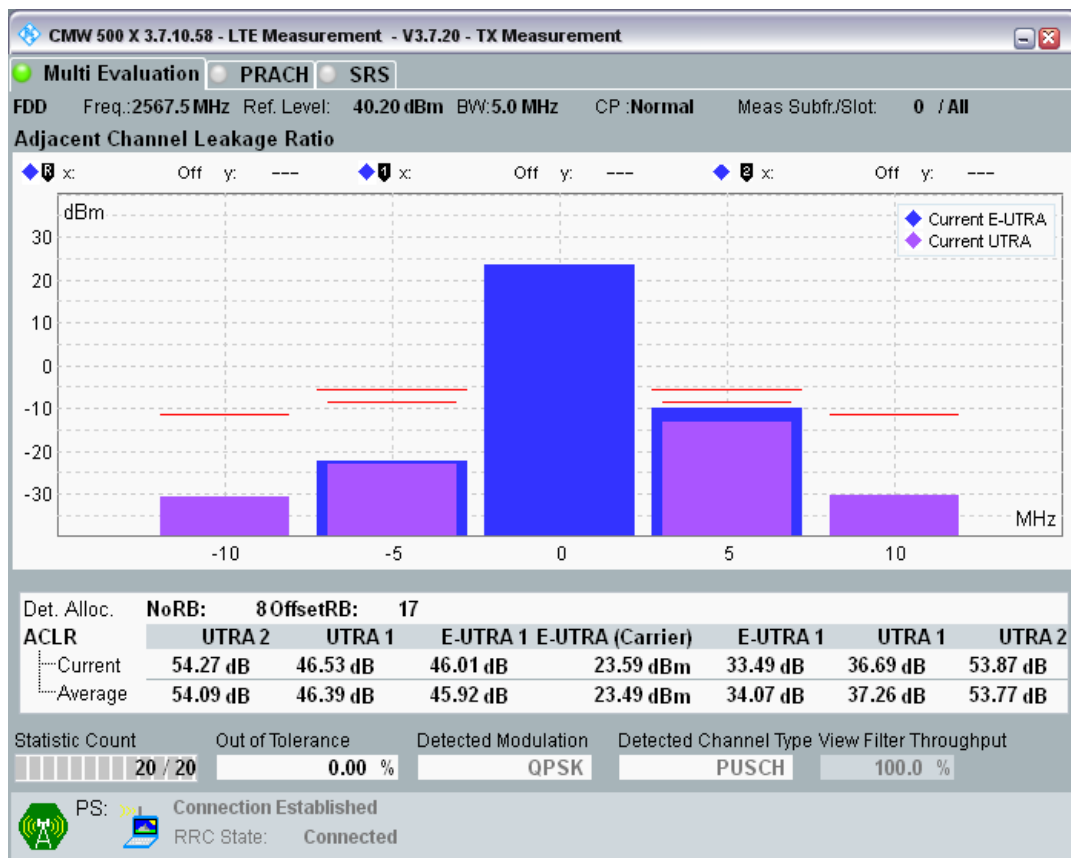 CMW 500 X 3.7.10.58 - LTE Measurement - V3.7.20 - TX Measurement
Multi Evaluation PRACH SRS
FDD Freq.:2567.5 MHz Ref. Level: 40.20 dBm BW:5.0 MHz CP :Normal Meas Subfr./Slot: 0 / All
Adjacent Channel Leakage Ratio
R x: Off y: --- 1 x: Off y: --- 2 x: Off y: ---
dBm
Current E-UTRA
Current UTRA
30
20
10
0
-10
-20
-30
MHz
-10 -5 0 5 10
Det. Alloc. NoRB: 8 OffsetRB: 17
ACLR UTRA 2 UTRA 1 E-UTRA 1 E-UTRA (Carrier) E-UTRA 1 UTRA 1 UTRA 2
Current 54.27 dB 46.53 dB 46.01 dB 23.59 dBm 33.49 dB 36.69 dB 53.87 dB
Average 54.09 dB 46.39 dB 45.92 dB 23.49 dBm 34.07 dB 37.26 dB 53.77 dB
Statistic Count Out of Tolerance Detected Modulation Detected Channel Type View Filter Throughput
20 / 20 0.00 % QPSK PUSCH 100.0 %
PS: Connection Established
RRC State: Connected